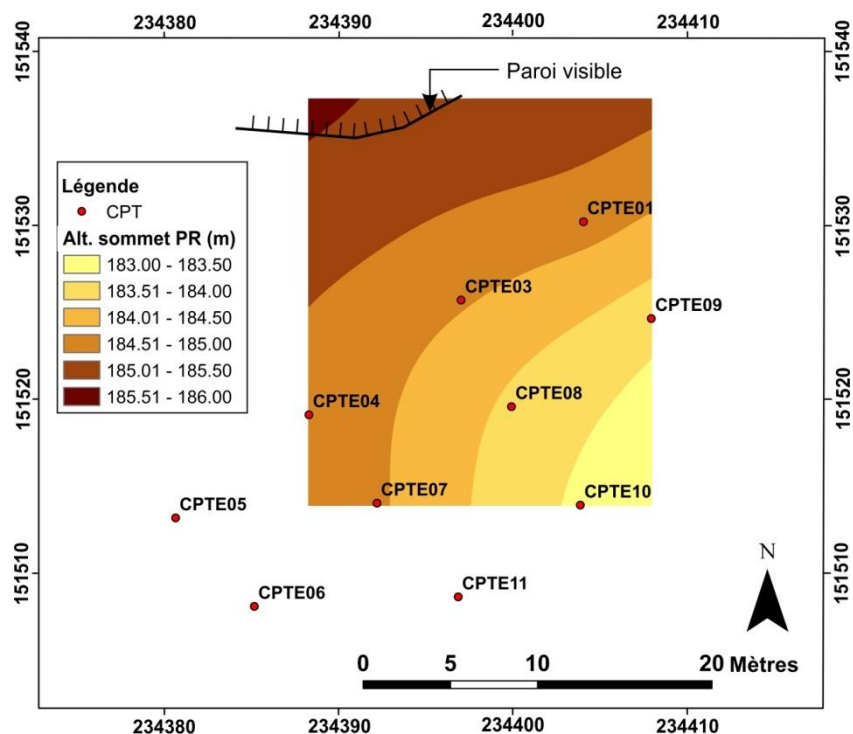 234380 234390 234400 234410
151540 151540
Paroi visible
Légende
CPT
Alt. sommet PR (m)
183.00 - 183.50
183.51 - 184.00
184.01 - 184.50
184.51 - 185.00
185.01 - 185.50
185.51 - 186.00
151530 151530
CPTE01
CPTE03
CPTE09
151520 151520
CPTE04
CPTE08
CPTE05
CPTE07
CPTE10
151510 151510
CPTE06
CPTE11
N
0 5 10 20 Mètres
234380 234390 234400 234410